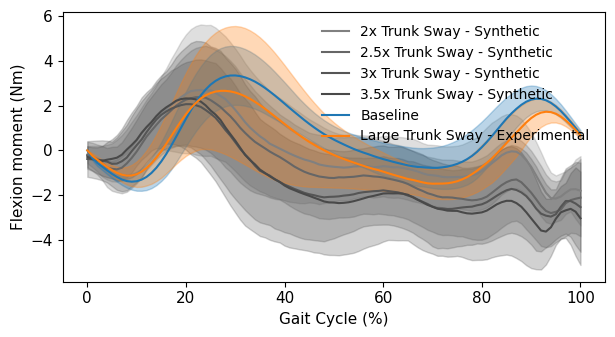 6
4
2
0
−2
−4
Flexion moment (Nm)
2x Trunk Sway - Synthetic
2.5x Trunk Sway - Synthetic
3x Trunk Sway - Synthetic
3.5x Trunk Sway - Synthetic
Baseline
Large Trunk Sway - Experimental
0 20 40 60 80 100
Gait Cycle (%)